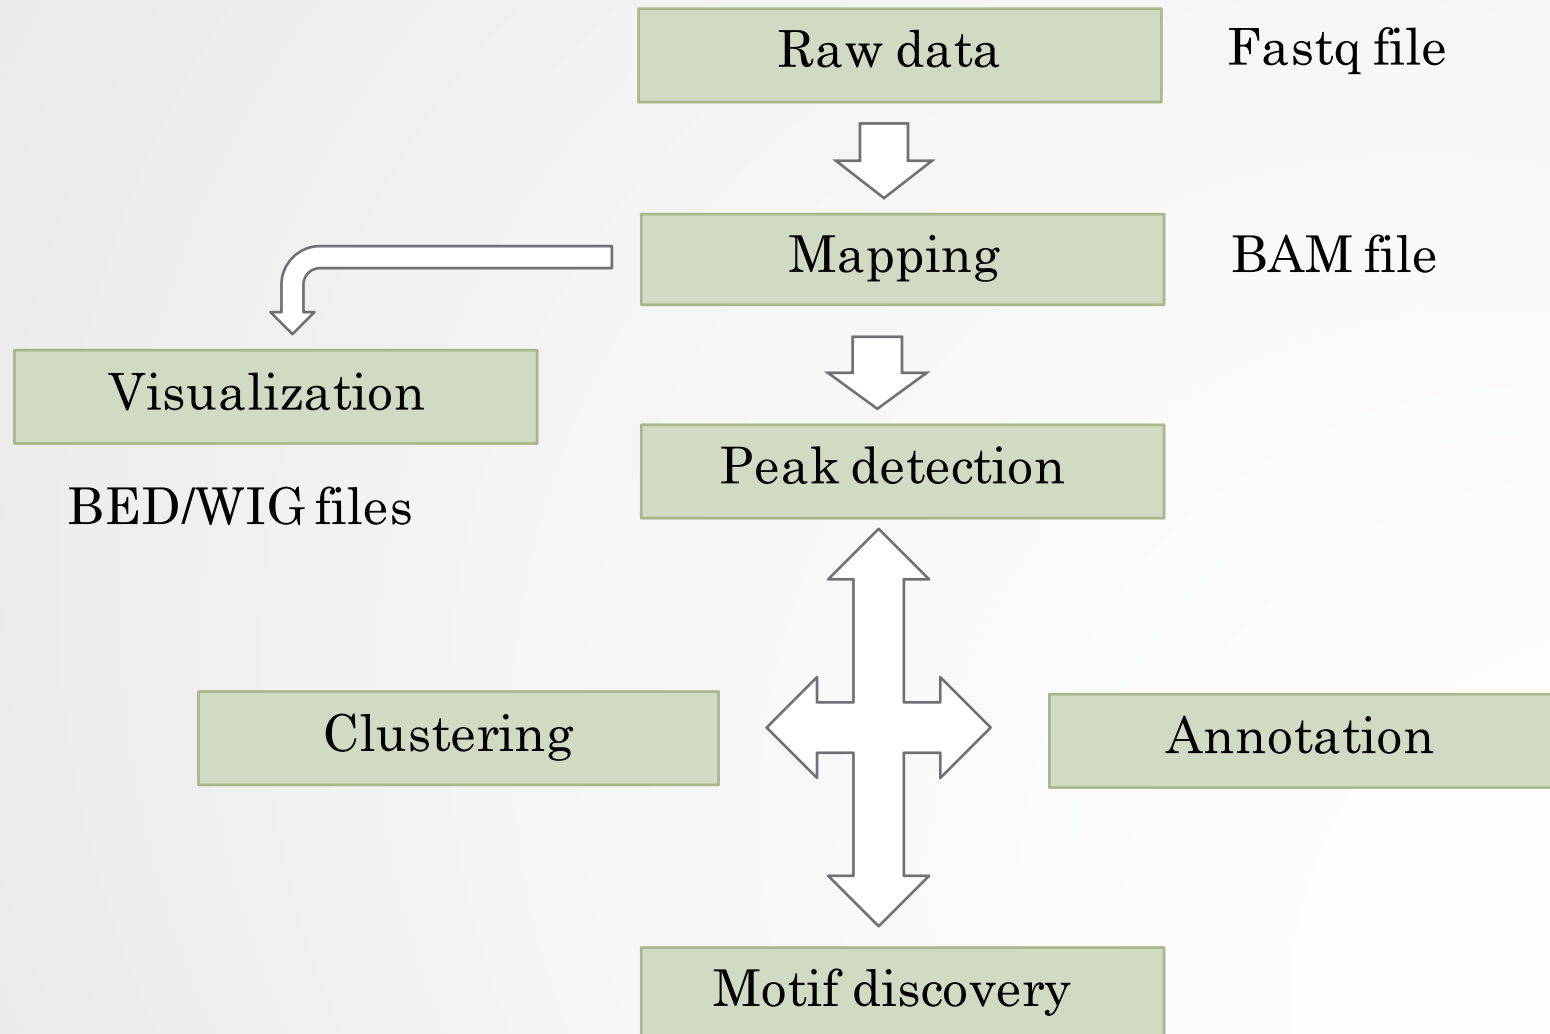 Raw data
Fastq file
Mapping
BAM file
Visualization
BED/WIG files
Peak detection
Clustering
Annotation
Motif discovery